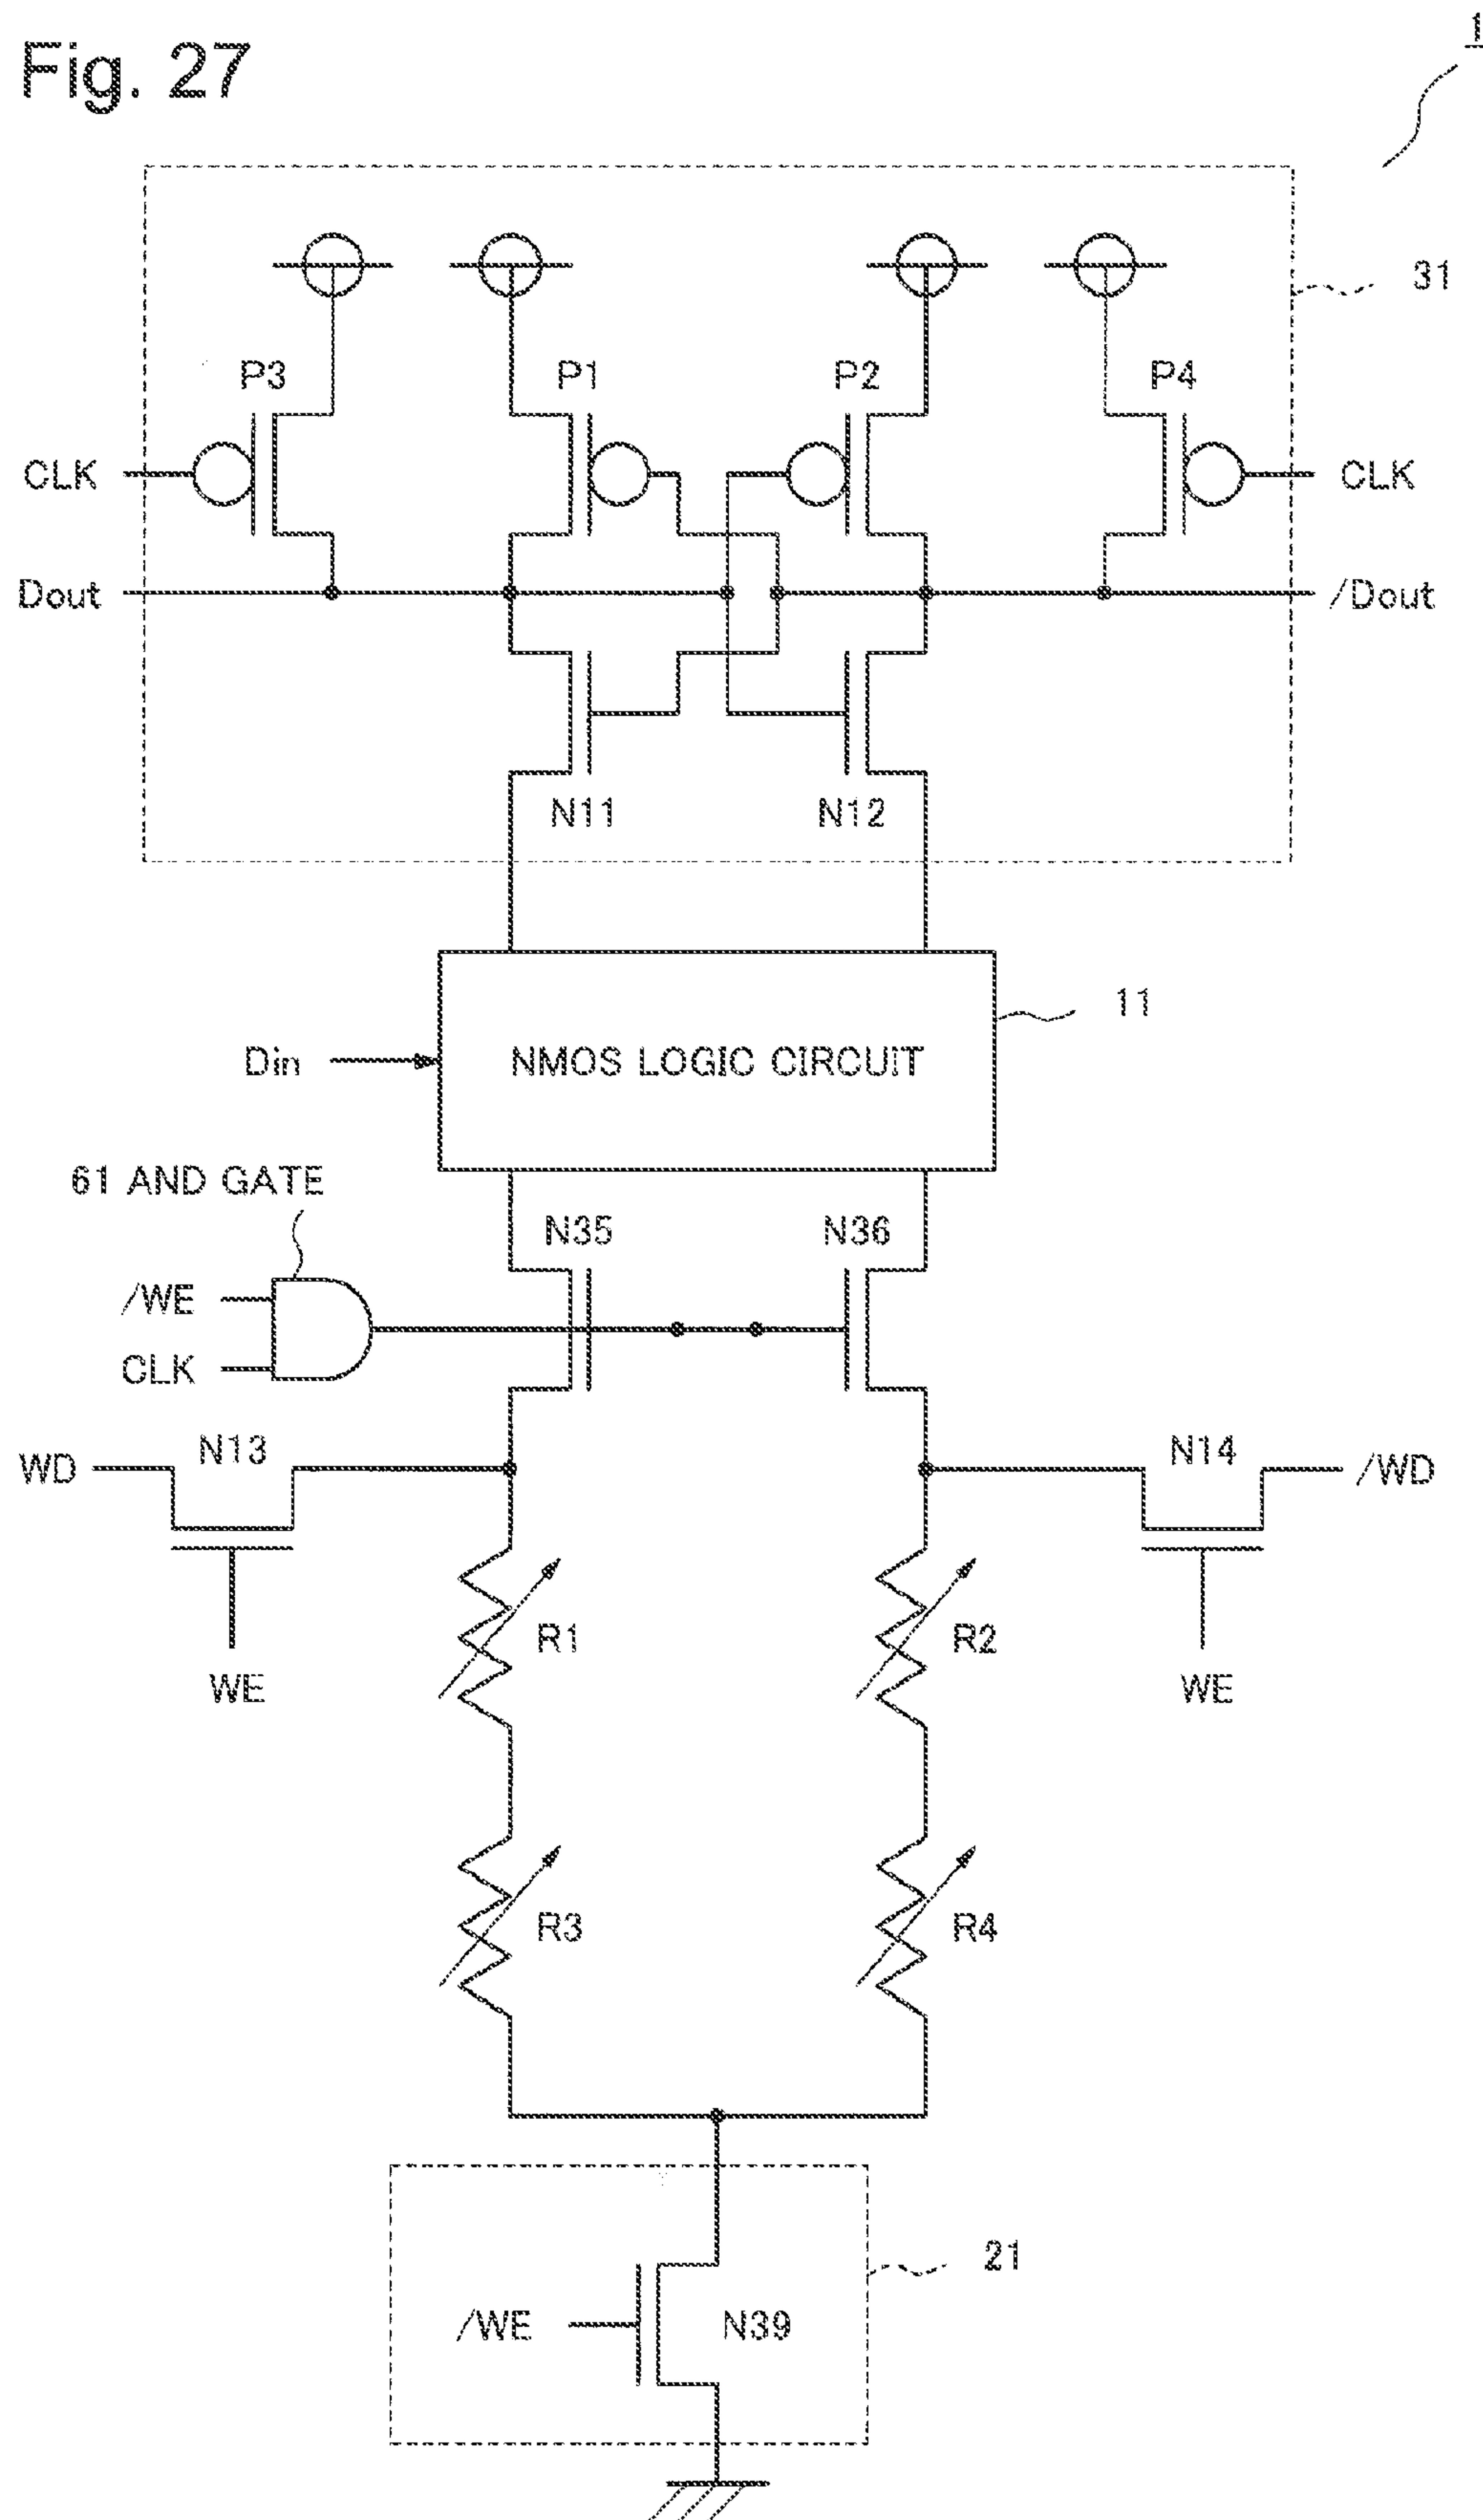 Fig. 27
1
31
P3
P1
P2
P4
CLK
CLK
Dout
/Dout
N11
N12
11
Din
NMOS LOGIC CIRCUIT
61 AND GATE
N35
N36
/WE
CLK
WD
N13
N14
/WD
R1
R2
WE
WE
R3
R4
21
/WE
N39